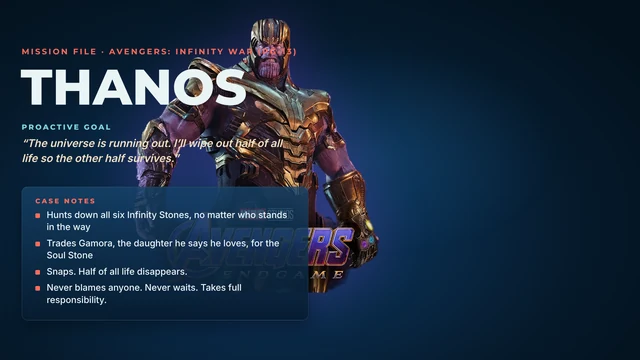 MISSION FILE · AVENGERS: INFINITY WAR
THANOS
PROACTIVE GOAL
“The universe is running out. I’ll wipe out half of all
life so the other half survives.”
CASE NOTES
Hunts down all six Infinity Stones, no matter who stands
in the way
Trades Gamora, the daughter he says he loves, for the
Soul Stone
Snaps. Half of all life disappears.
Never blames anyone. Never waits. Takes full
responsibility.
AVENGERS
ENDGAME